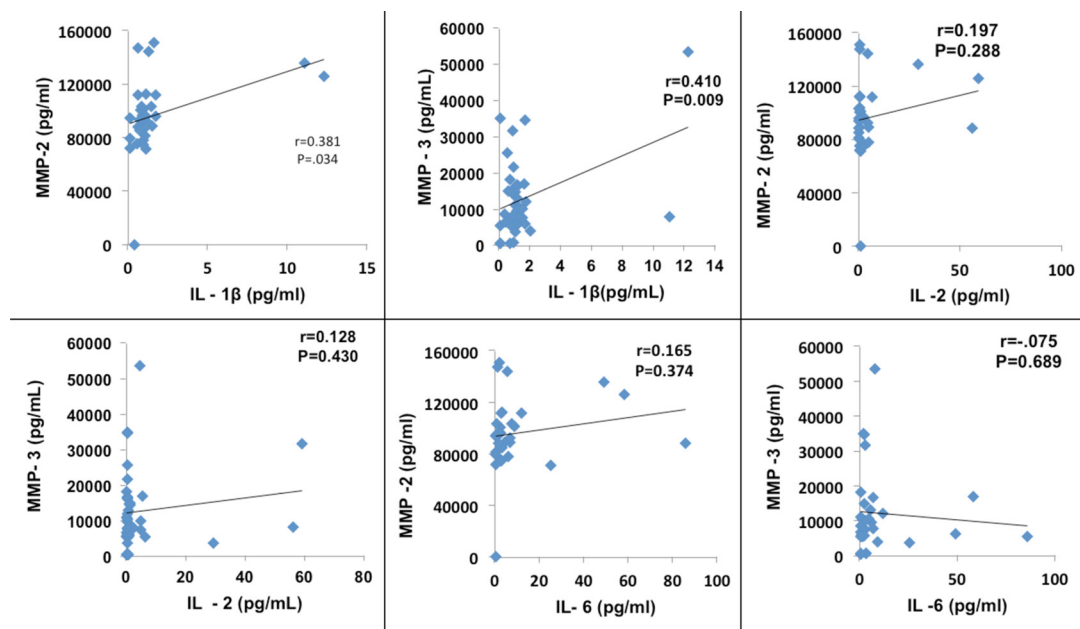 160000
120000
80000
40000
0
MMP-2 (pg/ml)
r=0.381
P=.034
0 5 10 15
IL - 1β (pg/ml)
60000
50000
40000
30000
20000
10000
0
MMP - 3 (pg/mL)
r=0.410
P=0.009
0 2 4 6 8 10 12 14
IL - 1β(pg/mL)
160000
120000
80000
40000
0
MMP- 2 (pg/ml)
r=0.197
P=0.288
0 50 100
IL -2 (pg/ml)
60000
50000
40000
30000
20000
10000
0
MMP- 3 (pg/mL)
r=0.128
P=0.430
0 20 40 60 80
IL - 2 (pg/mL)
160000
120000
80000
40000
0
MMP -2 (pg/ml)
r=0.165
P=0.374
0 20 40 60 80 100
IL- 6 (pg/ml)
60000
50000
40000
30000
20000
10000
0
MMP -3 (pg/ml)
r=-.075
P=0.689
0 50 100
IL -6 (pg/ml)